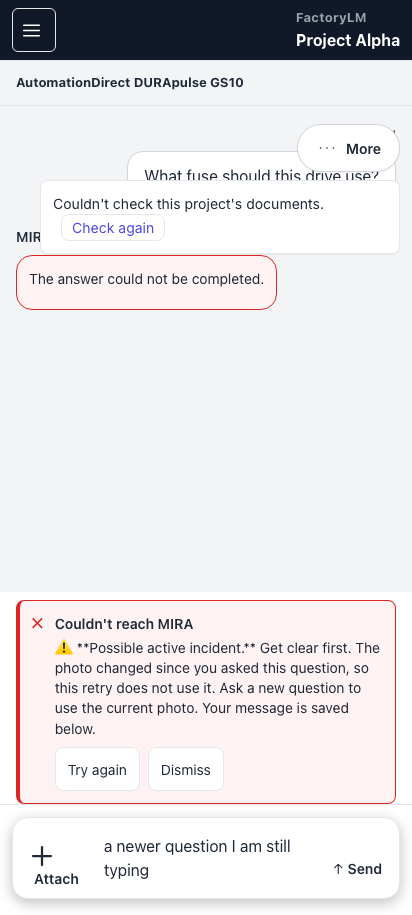 FactoryLM
Project Alpha
AutomationDirect DURApulse GS10
··· More
What fuse should this drive use?
Couldn't check this project's documents.
Check again
MIR
The answer could not be completed.
Couldn't reach MIRA
⚠️ **Possible active incident.** Get clear first. The
photo changed since you asked this question, so
this retry does not use it. Ask a new question to
use the current photo. Your message is saved
below.
Try again Dismiss
a newer question I am still
typing
Attach
↑ Send